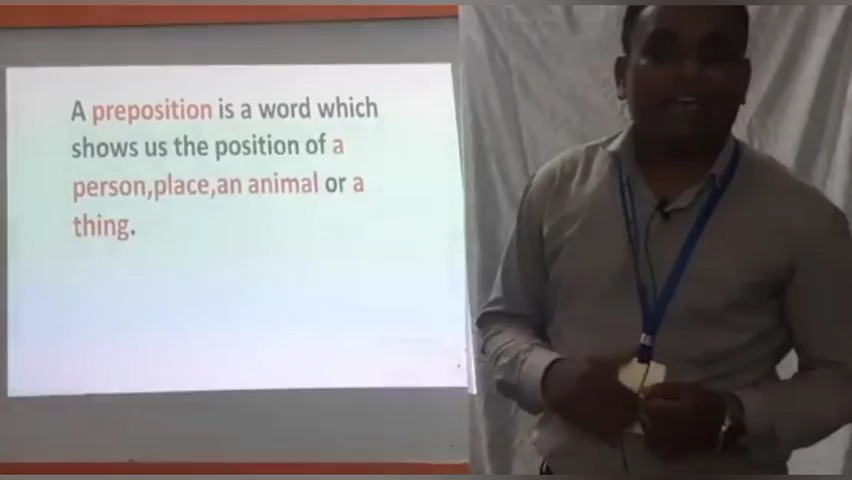 A preposition is a word which
shows us the position of a
person,place,an animal or a
thing.